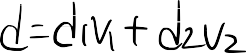 d = d₁v₁ + d₂v₂